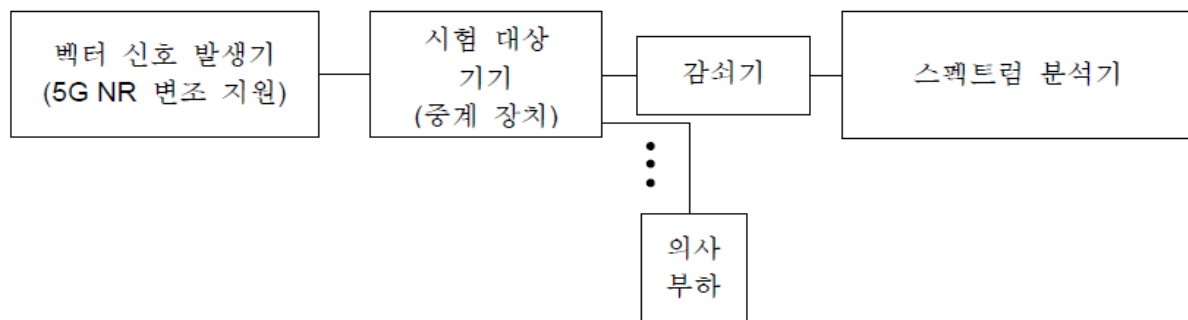 벡터 신호 발생기
(5G NR 변조 지원)
시험 대상
기기
(중계 장치)
감쇠기
스펙트럼 분석기
의사
부하